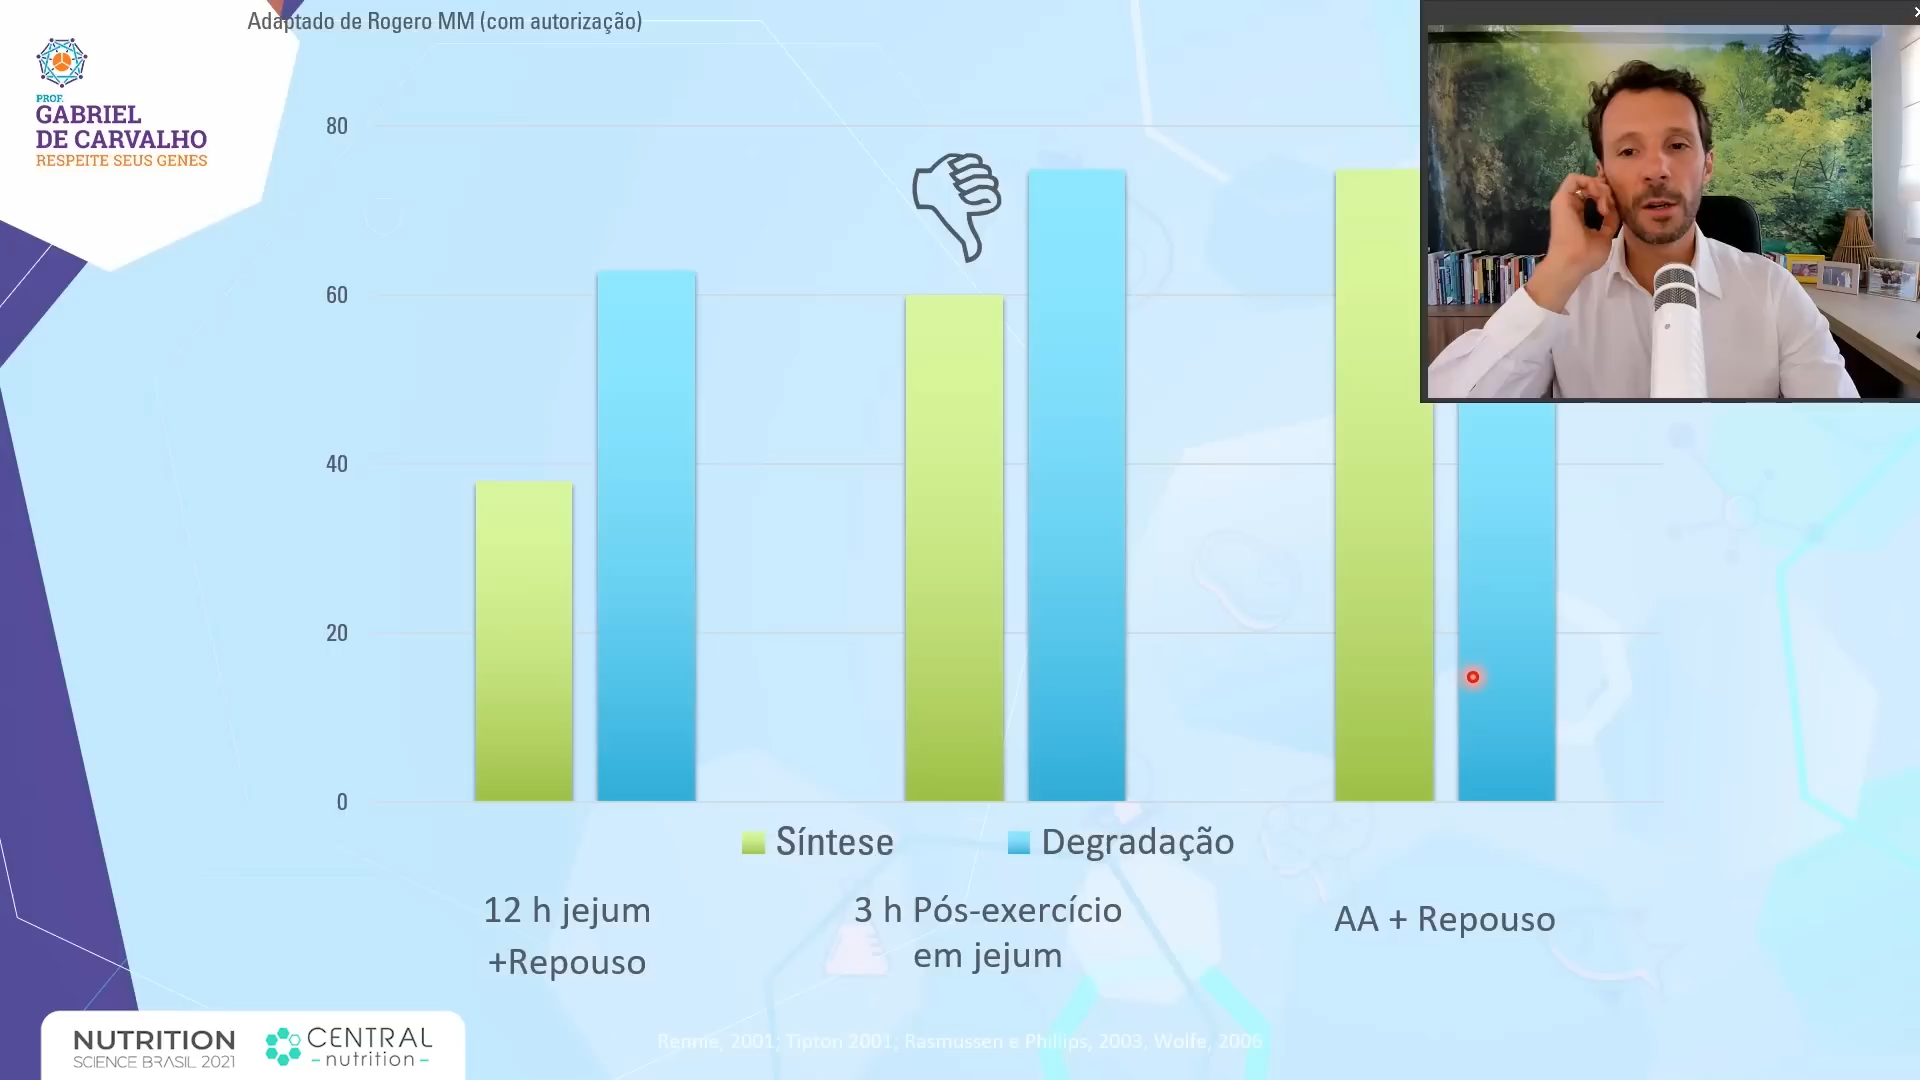 Adaptado de Rogero MM (com autorização)
PROF.
GABRIEL
DE CARVALHO
RESPEITE SEUS GENES
80
60
40
20
0
Síntese
Degradação
12 h jejum
+Repouso
3 h Pós-exercício
em jejum
AA + Repouso
NUTRITION
SCIENCE BRASIL 2021
CENTRAL
nutrition
Rennie, 2001; Tipton 2001; Rasmussen e Phillips, 2003, Wolfe, 2006